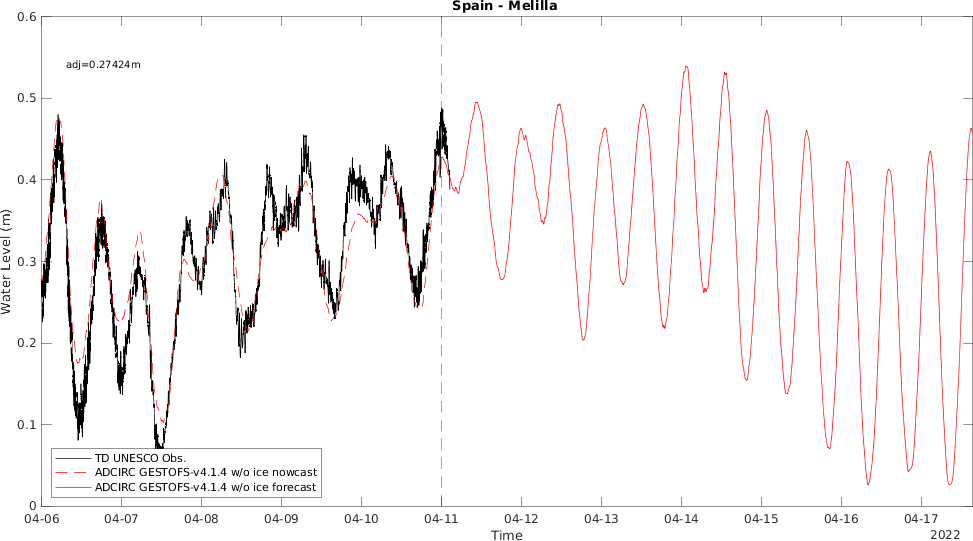 Spain - Melilla
adj=0.27424m
Water Level (m)
0.6
0.5
0.4
0.3
0.2
0.1
0
TD UNESCO Obs.
ADCIRC GESTOFS-v4.1.4 w/o ice nowcast
ADCIRC GESTOFS-v4.1.4 w/o ice forecast
04-06 04-07 04-08 04-09 04-10 04-11 04-12 04-13 04-14 04-15 04-16 04-17
Time
2022